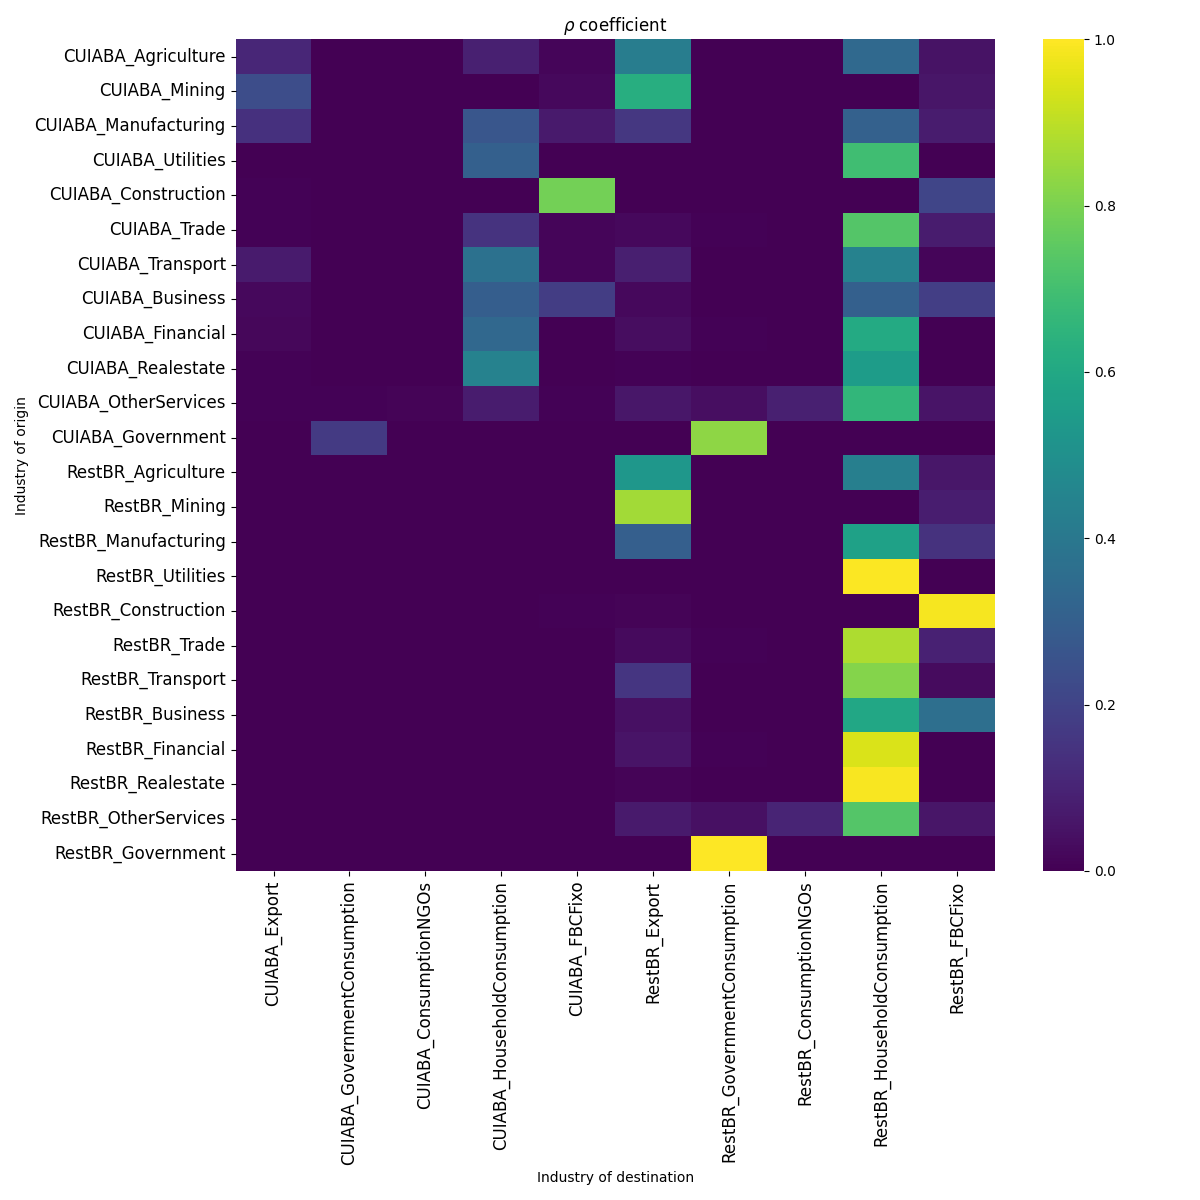 ρ coefficient
Industry of origin
CUIABA_Agriculture
CUIABA_Mining
CUIABA_Manufacturing
CUIABA_Utilities
CUIABA_Construction
CUIABA_Trade
CUIABA_Transport
CUIABA_Business
CUIABA_Financial
CUIABA_Realestate
CUIABA_OtherServices
CUIABA_Government
RestBR_Agriculture
RestBR_Mining
RestBR_Manufacturing
RestBR_Utilities
RestBR_Construction
RestBR_Trade
RestBR_Transport
RestBR_Business
RestBR_Financial
RestBR_Realestate
RestBR_OtherServices
RestBR_Government
CUIABA_Export
CUIABA_GovernmentConsumption
CUIABA_ConsumptionNGOs
CUIABA_HouseholdConsumption
CUIABA_FBCFixo
RestBR_Export
RestBR_GovernmentConsumption
RestBR_ConsumptionNGOs
RestBR_HouseholdConsumption
RestBR_FBCFixo
Industry of destination
1.0
0.8
0.6
0.4
0.2
0.0